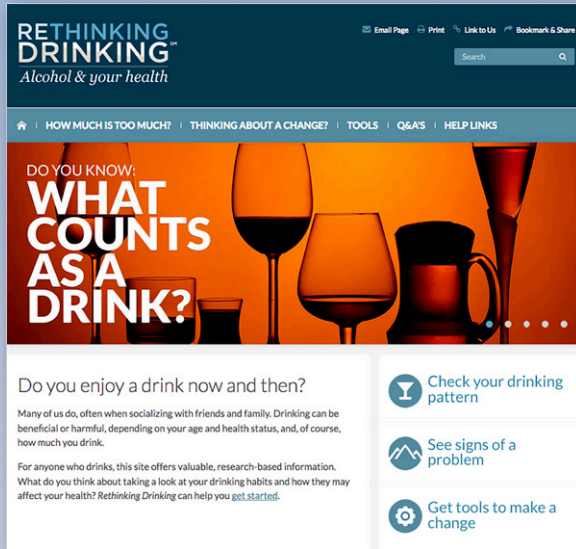 RETHINKING
DRINKING℠
Alcohol & your health
Email Page Print Link to Us Bookmark & Share
Search
HOW MUCH IS TOO MUCH? THINKING ABOUT A CHANGE? TOOLS Q&A'S HELP LINKS
DO YOU KNOW:
WHAT
COUNTS
AS A
DRINK?
Do you enjoy a drink now and then?
Many of us do, often when socializing with friends and family. Drinking can be
beneficial or harmful, depending on your age and health status, and, of course,
how much you drink.
For anyone who drinks, this site offers valuable, research-based information.
What do you think about taking a look at your drinking habits and how they may
affect your health? Rethinking Drinking can help you get started.
Check your drinking
pattern
See signs of a
problem
Get tools to make a
change